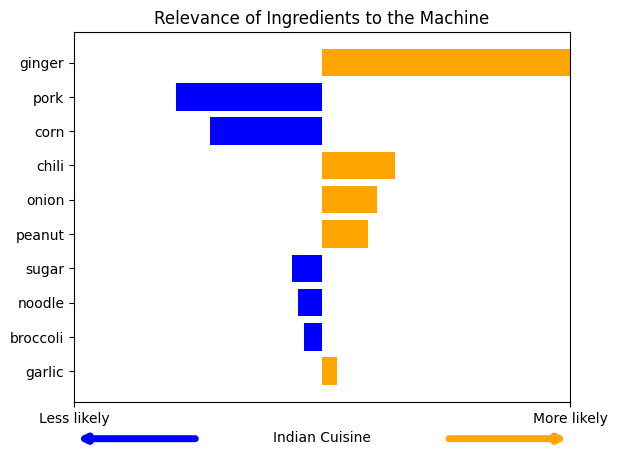 Relevance of Ingredients to the Machine
ginger
pork
corn
chili
onion
peanut
sugar
noodle
broccoli
garlic
Less likely
More likely
Indian Cuisine